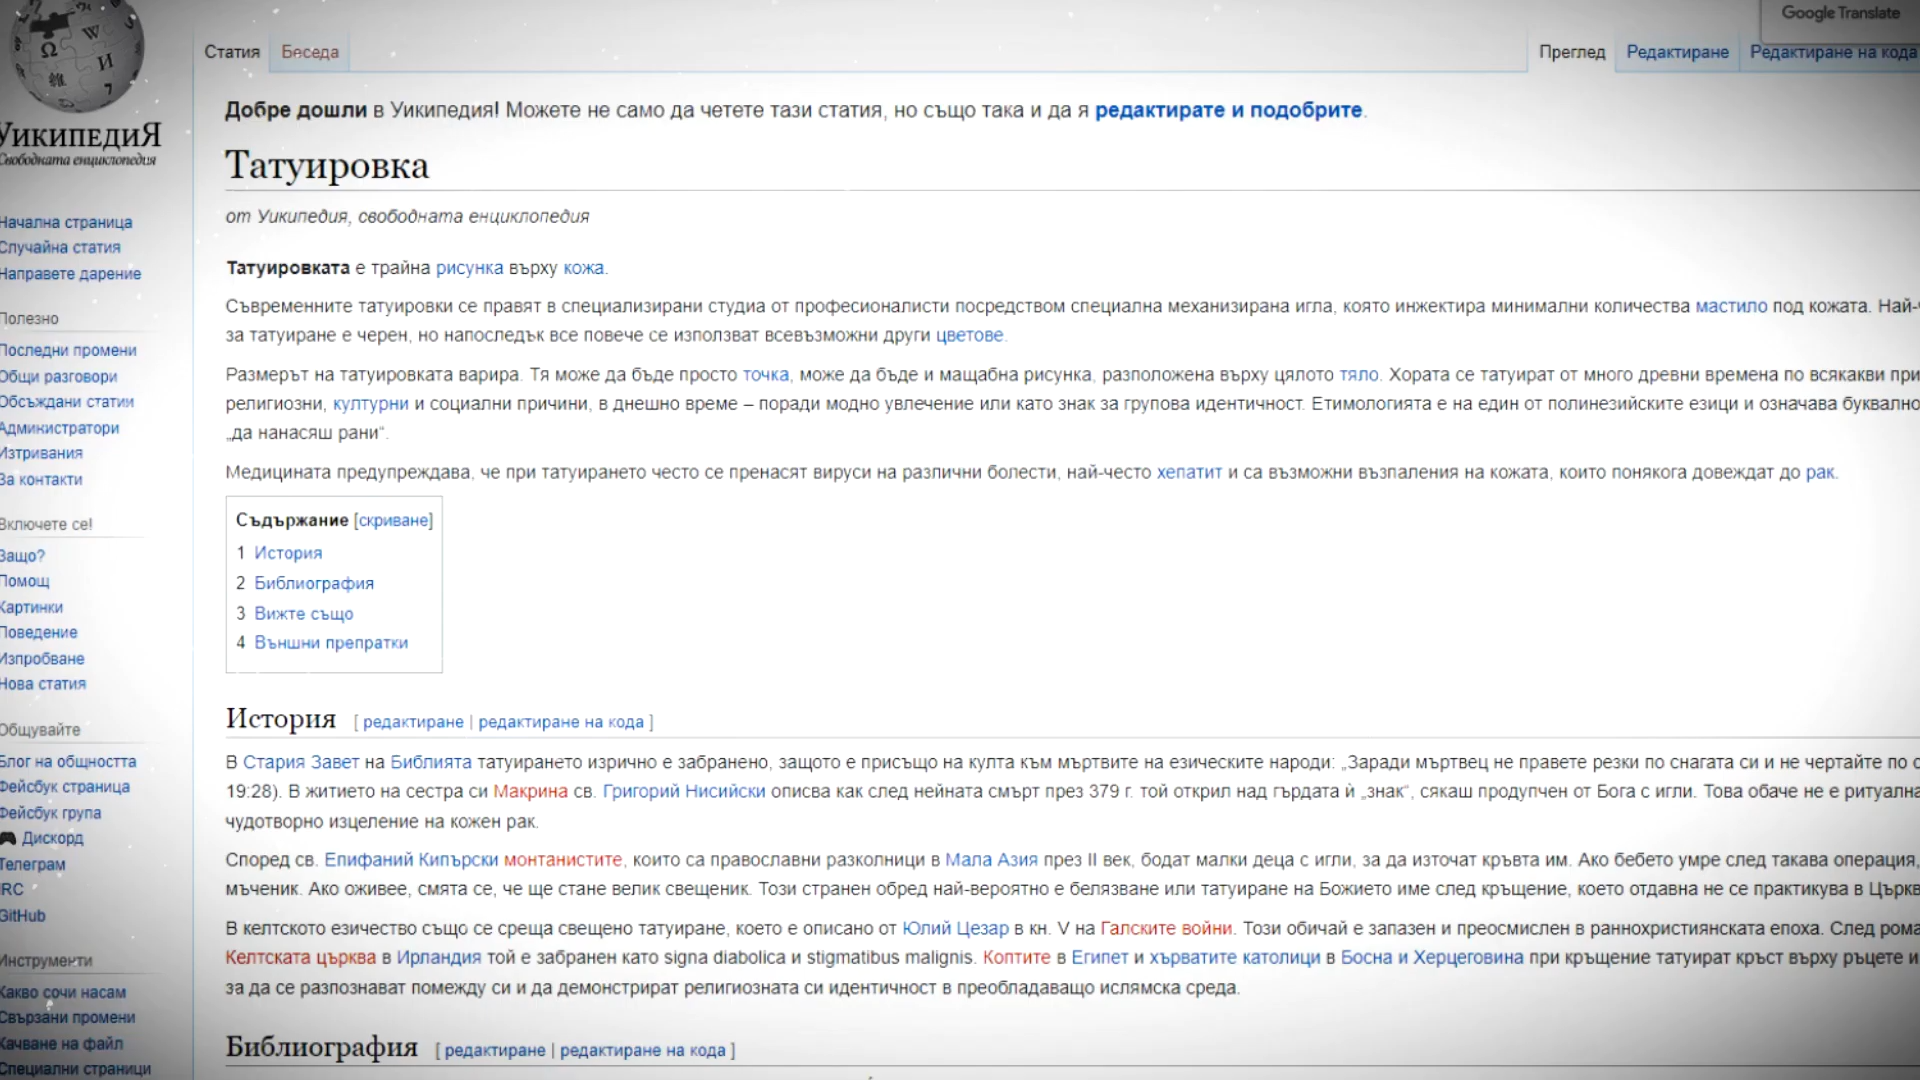 Google Translate
Статия
Беседа
Преглед
Редактиране
Редактиране на кода
УикипедиЯ
Свободната енциклопедия
Добре дошли в Уикипедия! Можете не само да четете тази статия, но също така и да я редактирате и подобрите.
Татуировка
от Уикипедия, свободната енциклопедия
Татуировката е трайна рисунка върху кожа.
Съвременните татуировки се правят в специализирани студиа от професионалисти посредством специална механизирана игла, която инжектира минимални количества мастило под кожата. Най-
за татуиране е черен, но напоследък все повече се използват всевъзможни други цветове.
Размерът на татуировката варира. Тя може да бъде просто точка, може да бъде и мащабна рисунка, разположена върху цялото тяло. Хората се татуират от много древни времена по всякакви при
религиозни, културни и социални причини, в днешно време – поради модно увлечение или като знак за групова идентичност. Етимологията е на един от полинезийските езици и означава буквално
„да нанасяш рани“.
Медицината предупреждава, че при татуирането често се пренасят вируси на различни болести, най-често хепатит и са възможни възпаления на кожата, които понякога довеждат до рак.
Съдържание [скриване]
1 История
2 Библиография
3 Вижте също
4 Външни препратки
История [ редактиране | редактиране на кода ]
В Стария Завет на Библията татуирането изрично е забранено, защото е присъщо на култа към мъртвите на езическите народи: „Заради мъртвец не правете резки по снагата си и не чертайте по с
19:28). В житието на сестра си Макрина св. Григорий Нисийски описва как след нейната смърт през 379 г. той открил над гърдата ѝ „знак“, сякаш продупчен от Бога с игли. Това обаче не е ритуална
чудотворно изцеление на кожен рак.
Според св. Епифаний Кипърски монтанистите, които са православни разколници в Мала Азия през II век, бодат малки деца с игли, за да източат кръвта им. Ако бебето умре след такава операция,
мъченик. Ако оживее, смята се, че ще стане велик свещеник. Този странен обред най-вероятно е белязване или татуиране на Божието име след кръщение, което отдавна не се практикува в Църкв
В келтското езичество също се среща свещено татуиране, което е описано от Юлий Цезар в кн. V на Галските войни. Този обичай е запазен и преосмислен в раннохристиянската епоха. След рома
Келтската църква в Ирландия той е забранен като signa diabolica и stigmatibus malignis. Коптите в Египет и хърватите католици в Босна и Херцеговина при кръщение татуират кръст върху ръцете и
за да се разпознават помежду си и да демонстрират религиозната си идентичност в преобладаващо ислямска среда.
Библиография [ редактиране | редактиране на кода ]
Начална страница
Случайна статия
Направете дарение
Полезно
Последни промени
Общи разговори
Обсъждани статии
Администратори
Изтривания
За контакти
Включете се!
Защо?
Помощ
Картинки
Поведение
Изпробване
Нова статия
Общувайте
Блог на общността
Фейсбук страница
Фейсбук група
Дискорд
Телеграм
IRC
GitHub
Инструменти
Какво сочи насам
Свързани промени
Качване на файл
Специални страници